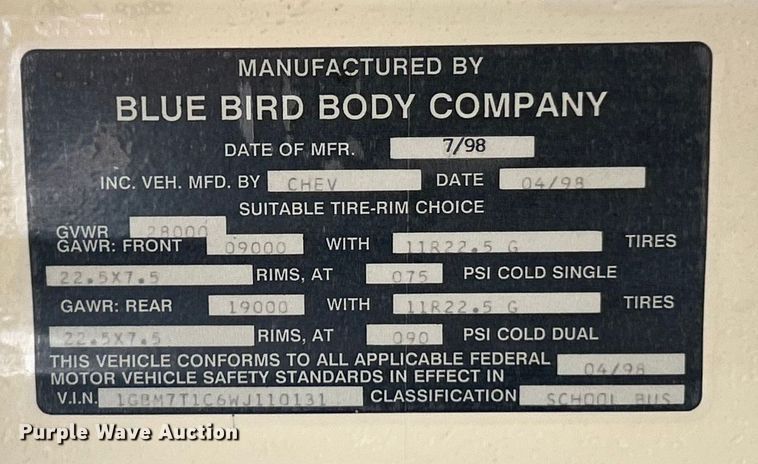 MANUFACTURED BY
BLUE BIRD BODY COMPANY
DATE OF MFR. 7/98
INC. VEH. MFD. BY CHEV DATE 04/98
SUITABLE TIRE-RIM CHOICE
GVWR 28000
GAWR: FRONT 09000 WITH 11R22.5 G TIRES
22.5X7.5 RIMS, AT 075 PSI COLD SINGLE
GAWR: REAR 19000 WITH 11R22.5 G TIRES
22.5X7.5 RIMS, AT 090 PSI COLD DUAL
THIS VEHICLE CONFORMS TO ALL APPLICABLE FEDERAL 04/98
MOTOR VEHICLE SAFETY STANDARDS IN EFFECT IN
V.I.N. 1GBM7T1C6WJ110131 CLASSIFICATION SCHOOL BUS
Purple Wave Auction